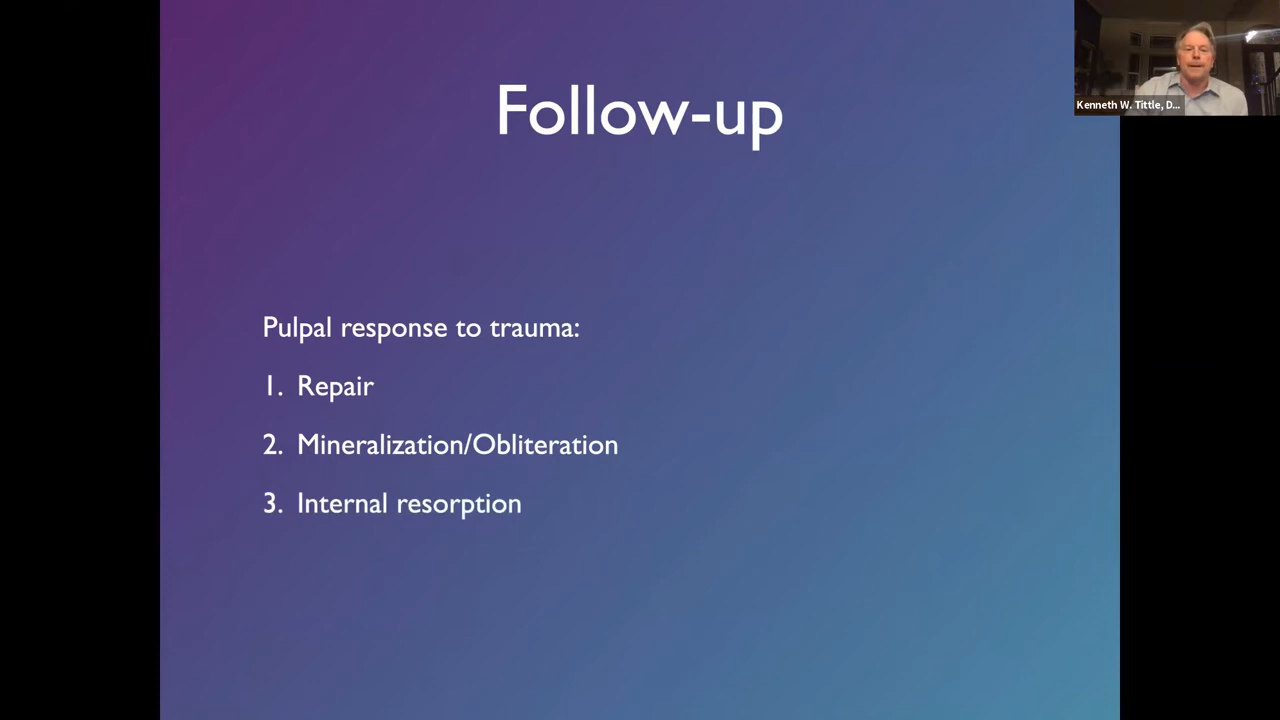 Follow-up
Kenneth W. Tittle, D...
Pulpal response to trauma:
1. Repair
2. Mineralization/Obliteration
3. Internal resorption